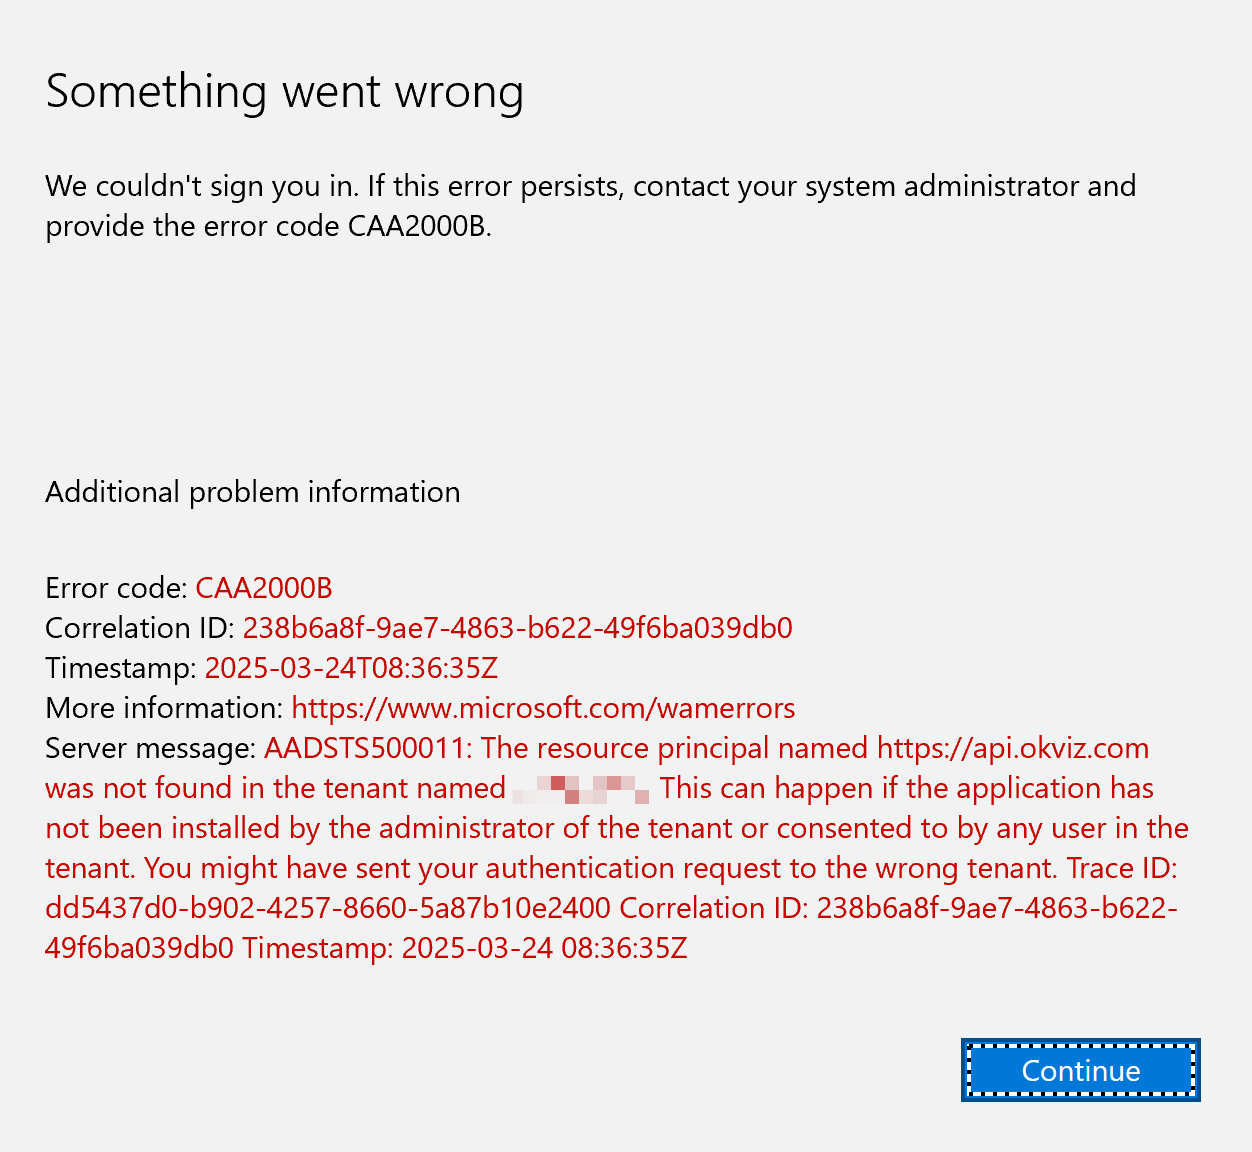 Something went wrong
We couldn't sign you in. If this error persists, contact your system administrator and
provide the error code CAA2000B.
Additional problem information
Error code: CAA2000B
Correlation ID: 238b6a8f-9ae7-4863-b622-49f6ba039db0
Timestamp: 2025-03-24T08:36:35Z
More information: https://www.microsoft.com/wamerrors
Server message: AADSTS500011: The resource principal named https://api.okviz.com
was not found in the tenant named This can happen if the application has
not been installed by the administrator of the tenant or consented to by any user in the
tenant. You might have sent your authentication request to the wrong tenant. Trace ID:
dd5437d0-b902-4257-8660-5a87b10e2400 Correlation ID: 238b6a8f-9ae7-4863-b622-
49f6ba039db0 Timestamp: 2025-03-24 08:36:35Z
Continue